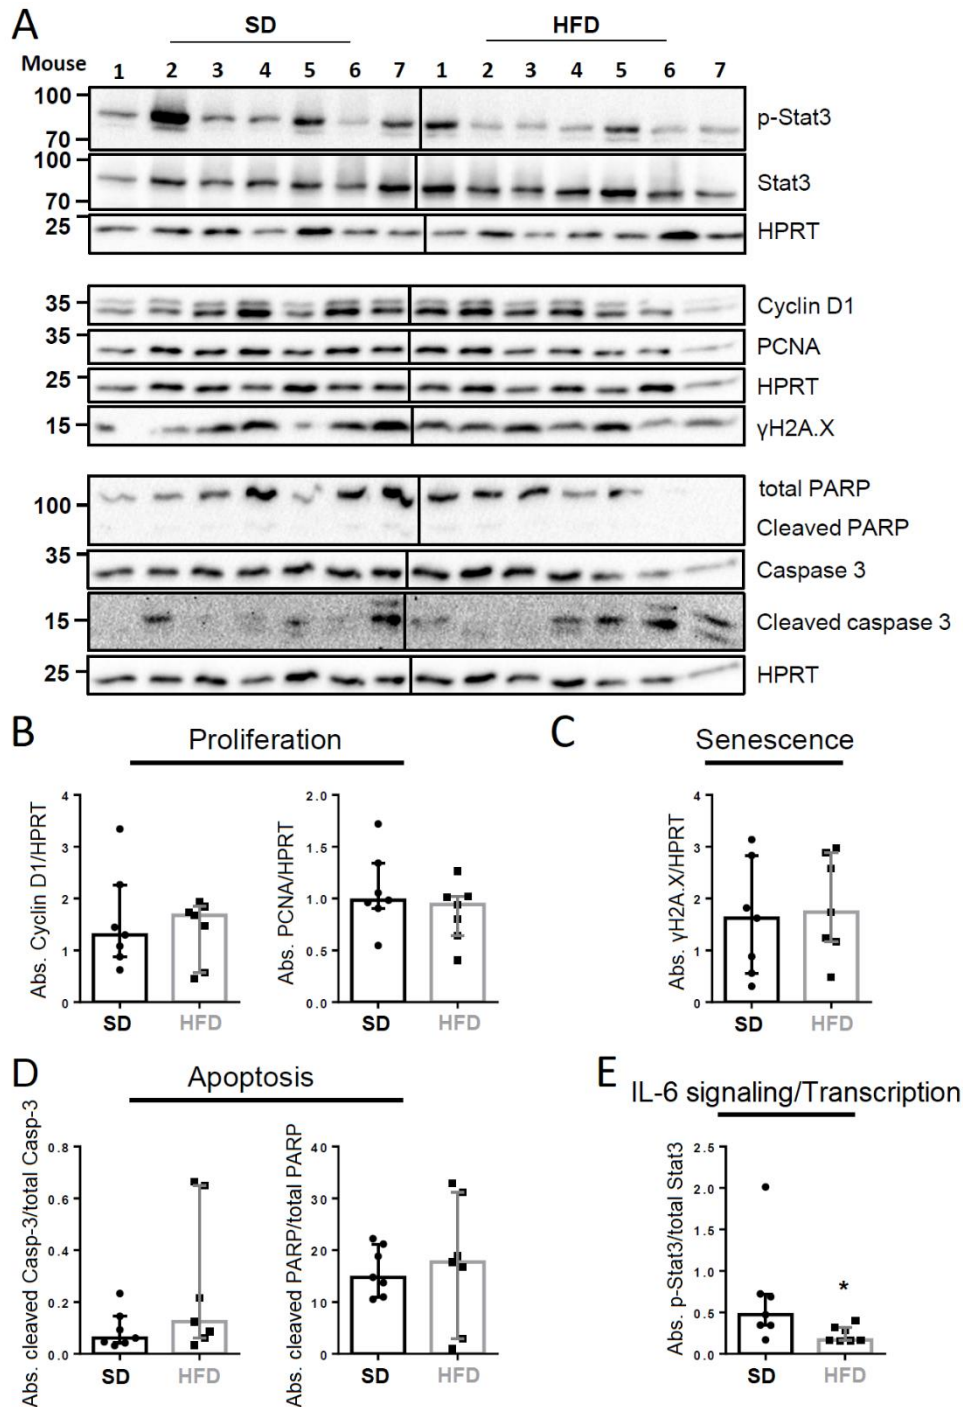 A
SD HFD
Mouse 1 2 3 4 5 6 7 1 2 3 4 5 6 7
100
70
p-Stat3
100
70
Stat3
25
HPRT
35
Cyclin D1
35
PCNA
25
HPRT
15
γH2A.X
100
total PARP
Cleaved PARP
35
Caspase 3
15
Cleaved caspase 3
25
HPRT
B
Proliferation
Abs. Cyclin D1/HPRT
4
3
2
1
0
SD HFD
Abs. PCNA/HPRT
2.0
1.5
1.0
0.5
0.0
SD HFD
C
Senescence
Abs. γH2A.X/HPRT
4
3
2
1
0
SD HFD
D
Apoptosis
Abs. cleaved Casp-3/total Casp-3
0.8
0.6
0.4
0.2
0.0
SD HFD
Abs. cleaved PARP/total PARP
40
30
20
10
0
SD HFD
E
IL-6 signaling/Transcription
Abs. p-Stat3/total Stat3
2.5
2.0
1.5
1.0
0.5
0.0
*
SD HFD